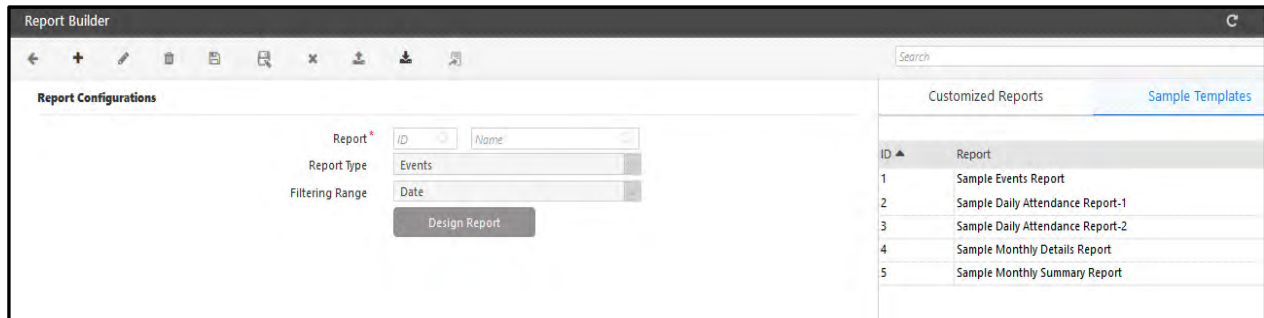 Report Builder
Search
Report Configurations
Customized Reports
Sample Templates
Report* ID Name
Report Type Events
Filtering Range Date
Design Report
ID Report
1 Sample Events Report
2 Sample Daily Attendance Report-1
3 Sample Daily Attendance Report-2
4 Sample Monthly Details Report
5 Sample Monthly Summary Report